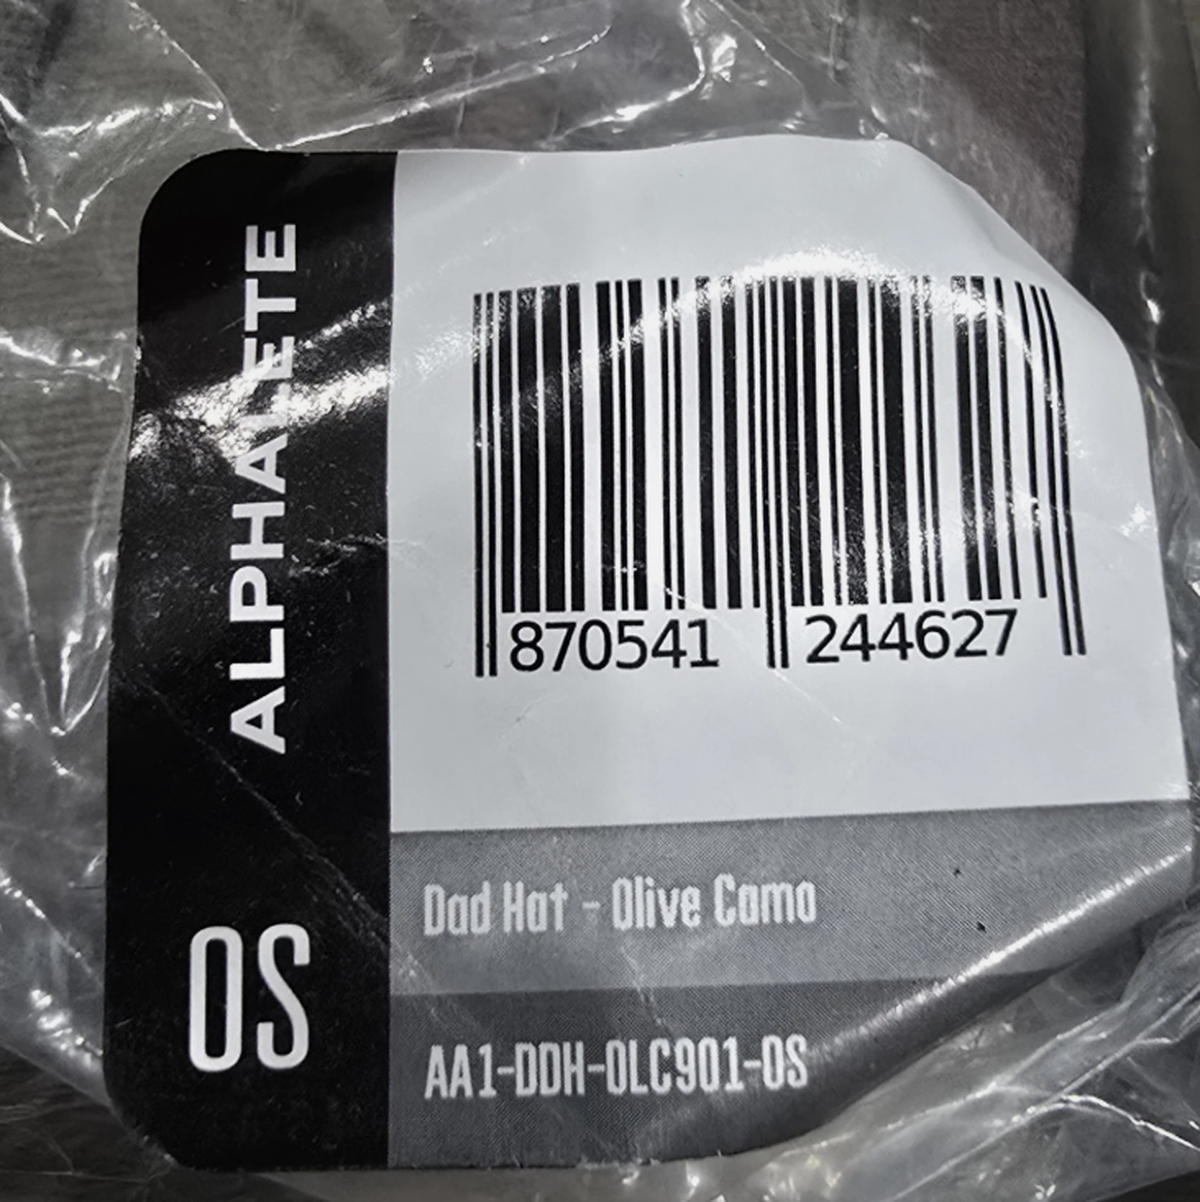 ALPHALETE
OS
870541 244627
Dad Hat - Olive Camo
AA1-DDH-OLC901-OS